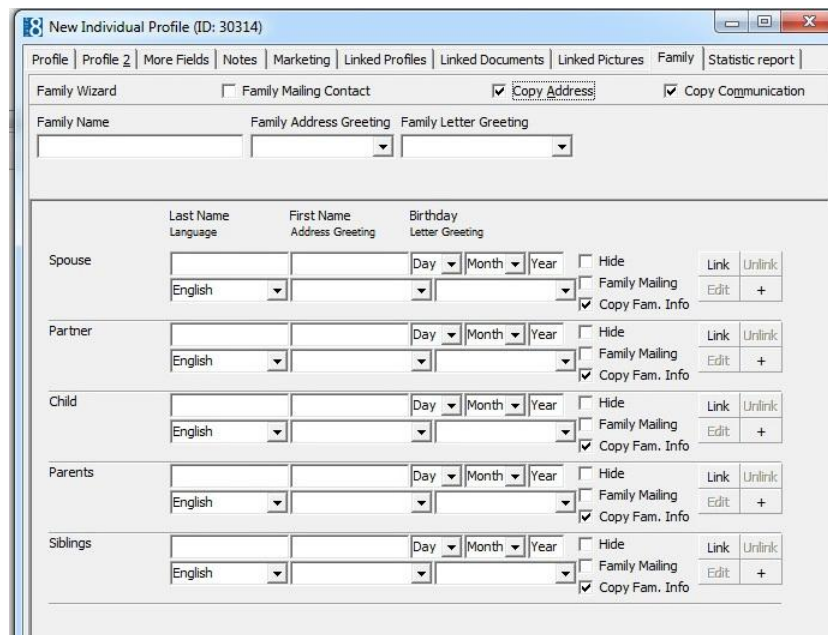 8 New Individual Profile (ID: 30314)
Profile Profile 2 More Fields Notes Marketing Linked Profiles Linked Documents Linked Pictures Family Statistic report
Family Wizard Family Mailing Contact Copy Address Copy Communication
Family Name Family Address Greeting Family Letter Greeting
Last Name First Name Birthday
Language Address Greeting Letter Greeting
Spouse Day Month Year Hide Link Unlink
English Family Mailing Edit +
Copy Fam. Info
Partner Day Month Year Hide Link Unlink
English Family Mailing Edit +
Copy Fam. Info
Child Day Month Year Hide Link Unlink
English Family Mailing Edit +
Copy Fam. Info
Parents Day Month Year Hide Link Unlink
English Family Mailing Edit +
Copy Fam. Info
Siblings Day Month Year Hide Link Unlink
English Family Mailing Edit +
Copy Fam. Info